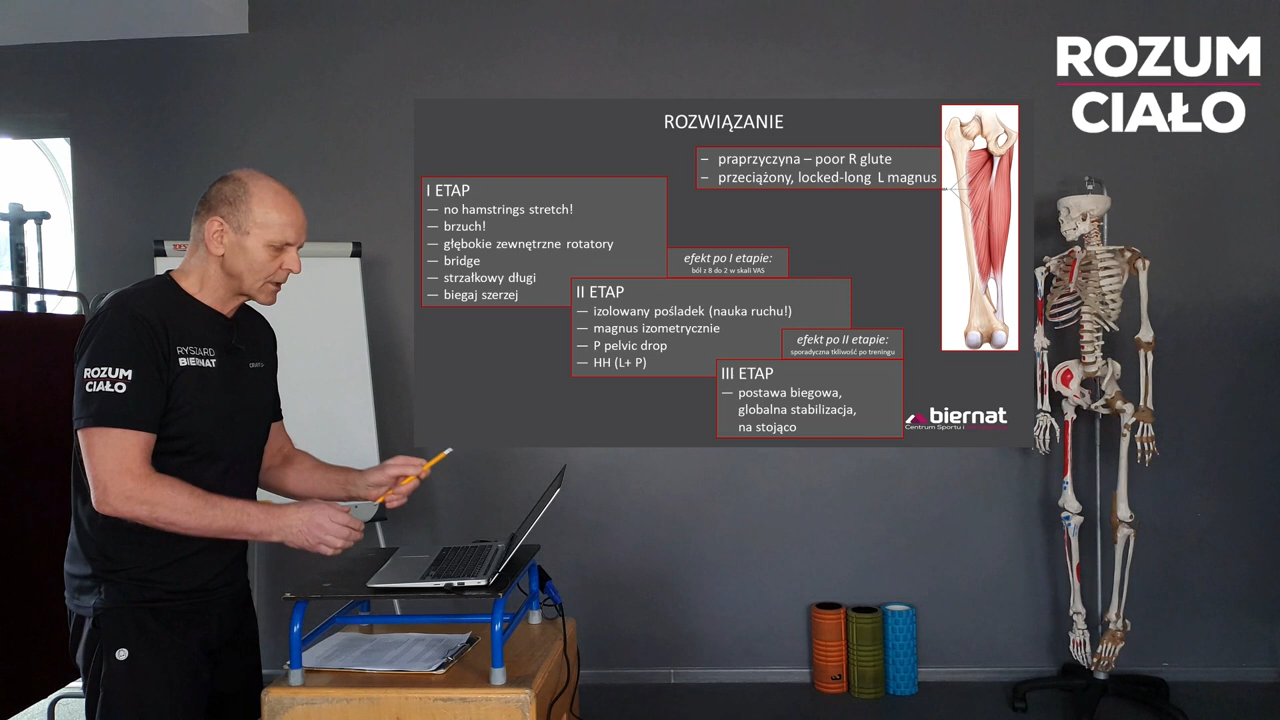 ROZUM
CIAŁO
ROZWIĄZANIE
– praprzyczyna – poor R glute
– przeciążony, locked-long L magnus
I ETAP
— no hamstrings stretch!
— brzuch!
— głębokie zewnętrzne rotatory
— bridge
— strzałkowy długi
— biegaj szerzej
efekt po I etapie:
ból z 8 do 2 w skali VAS
II ETAP
— izolowany pośladek (nauka ruchu!)
— magnus izometrycznie
— P pelvic drop
— HH (L+ P)
efekt po II etapie:
sporadyczna tkliwość po treningu
III ETAP
— postawa biegowa,
globalna stabilizacja,
na stojąco
biernat
Centrum Sportu i
RYSZARD
BIERNAT
ROZUM
CIAŁO